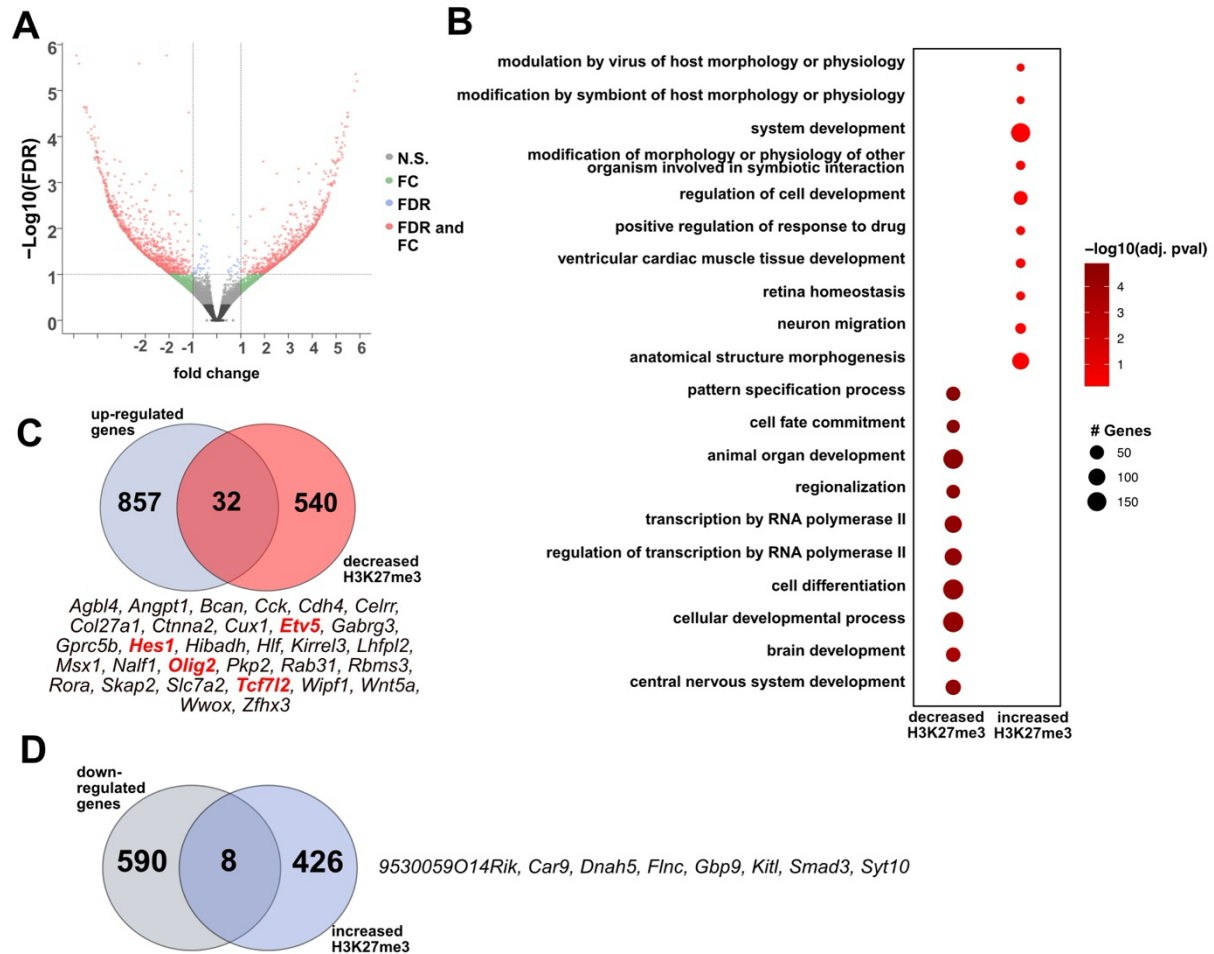 A
6
5
4
3
2
1
0
−Log10(FDR)
-2 -2 -1 1 2 3 4 5 6
fold change
N.S.
FC
FDR
FDR and
FC
B
modulation by virus of host morphology or physiology
modification by symbiont of host morphology or physiology
system development
modification of morphology or physiology of other
organism involved in symbiotic interaction
regulation of cell development
positive regulation of response to drug
ventricular cardiac muscle tissue development
retina homeostasis
neuron migration
anatomical structure morphogenesis
pattern specification process
cell fate commitment
animal organ development
regionalization
transcription by RNA polymerase II
regulation of transcription by RNA polymerase II
cell differentiation
cellular developmental process
brain development
central nervous system development
decreased
H3K27me3
increased
H3K27me3
−log10(adj. pval)
4
3
2
1
# Genes
50
100
150
C
up-regulated
genes
857
32
540
decreased
H3K27me3
Agbl4, Angpt1, Bcan, Cck, Cdh4, Celrr,
Col27a1, Ctnna2, Cux1, Etv5, Gabrg3,
Gprc5b, Hes1, Hibadh, Hlf, Kirrel3, Lhfpl2,
Msx1, Nalf1, Olig2, Pkp2, Rab31, Rbms3,
Rora, Skap2, Slc7a2, Tcf7l2, Wipf1, Wnt5a,
Wwox, Zfhx3
D
down-
regulated
genes
590
8
426
increased
H3K27me3
9530059O14Rik, Car9, Dnah5, Flnc, Gbp9, Kitl, Smad3, Syt10